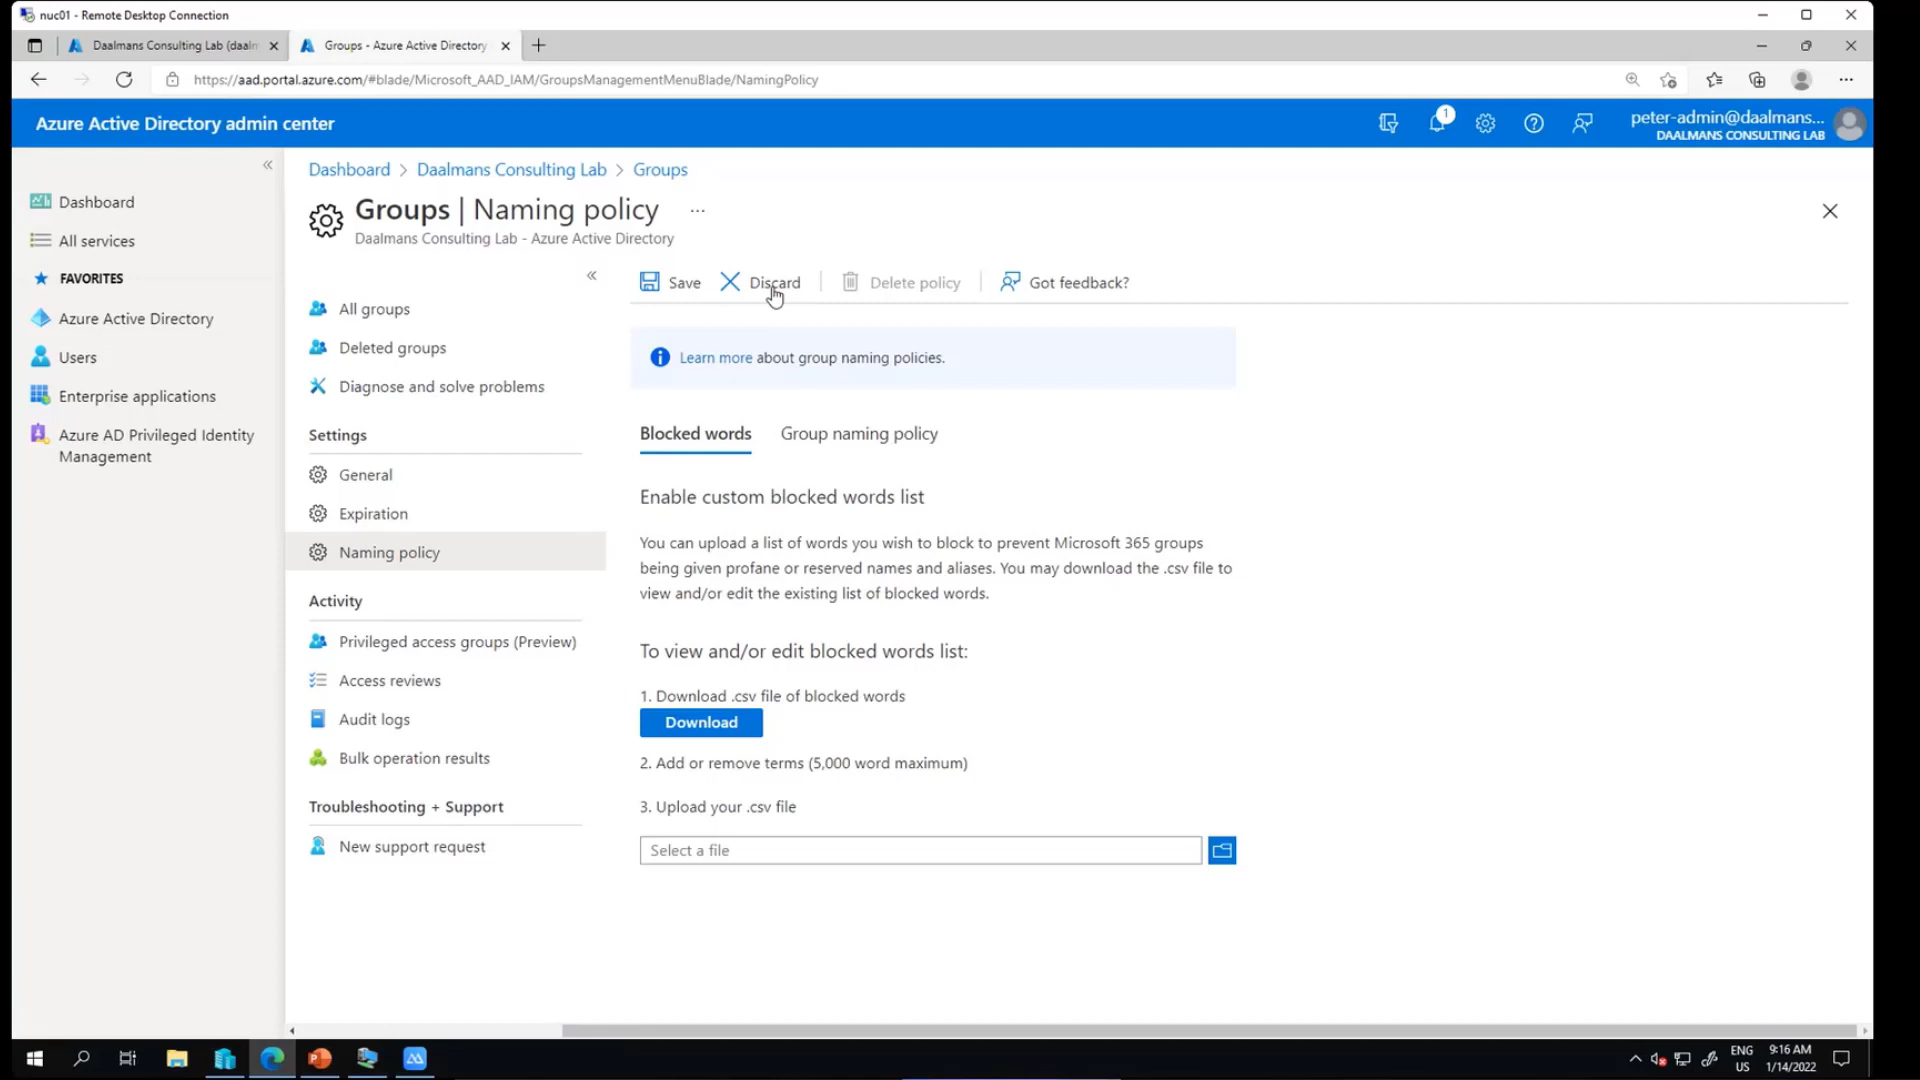 nuc01 - Remote Desktop Connection
Daalmans Consulting Lab (daaln
Groups - Azure Active Directory
https://aad.portal.azure.com/#blade/Microsoft_AAD_IAM/GroupsManagementMenuBlade/NamingPolicy
Azure Active Directory admin center
1
peter-admin@daalmans...
DAALMANS CONSULTING LAB
Dashboard > Daalmans Consulting Lab > Groups
Groups | Naming policy ...
Daalmans Consulting Lab - Azure Active Directory
Dashboard
All services
FAVORITES
Azure Active Directory
Users
Enterprise applications
Azure AD Privileged Identity
Management
All groups
Deleted groups
Diagnose and solve problems
Settings
General
Expiration
Naming policy
Activity
Privileged access groups (Preview)
Access reviews
Audit logs
Bulk operation results
Troubleshooting + Support
New support request
Save
Discard
Delete policy
Got feedback?
Learn more about group naming policies.
Blocked words
Group naming policy
Enable custom blocked words list
You can upload a list of words you wish to block to prevent Microsoft 365 groups
being given profane or reserved names and aliases. You may download the .csv file to
view and/or edit the existing list of blocked words.
To view and/or edit blocked words list:
1. Download .csv file of blocked words
Download
2. Add or remove terms (5,000 word maximum)
3. Upload your .csv file
Select a file
ENG
US
9:16 AM
1/14/2022